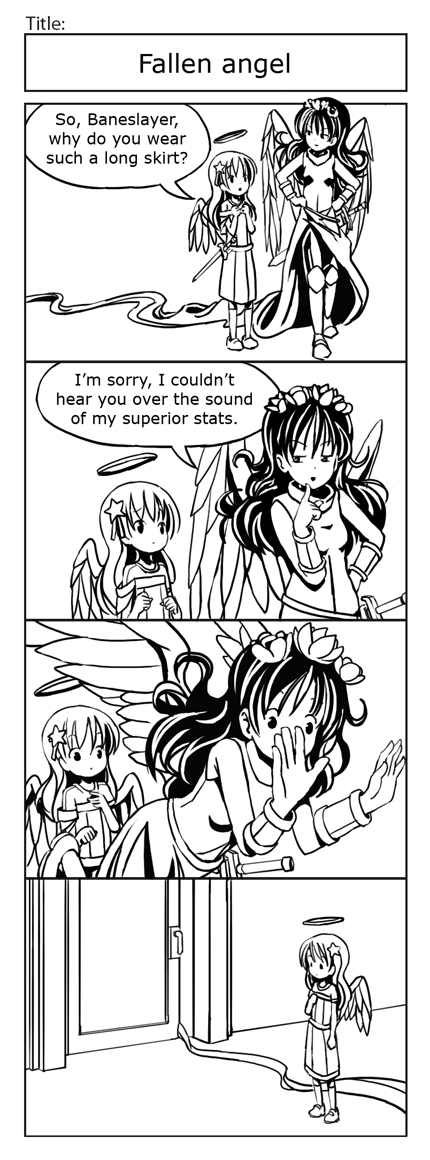 Title:
Fallen angel
So, Baneslayer,
why do you wear
such a long skirt?
I'm sorry, I couldn't
hear you over the sound
of my superior stats.